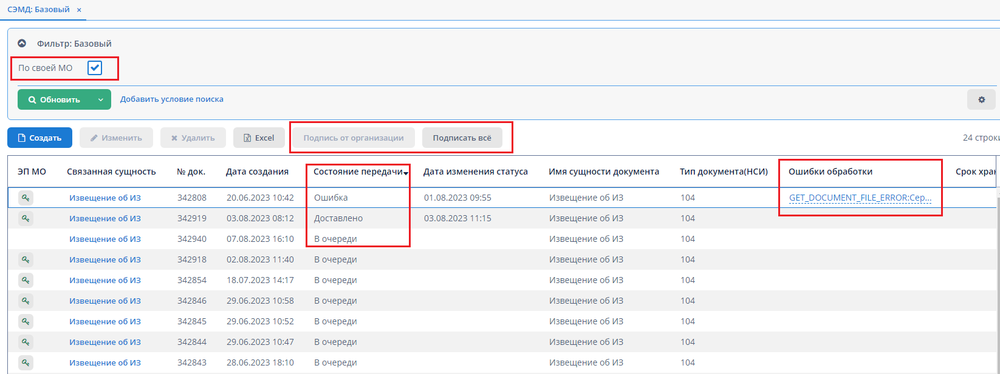 СЭМД: Базовый ×
Фильтр: Базовый
По своей МО
Обновить Добавить условие поиска
Создать Изменить Удалить Excel Подпись от организации Подписать всё 24 строки
ЭП МО Связанная сущность № док. Дата создания Состояние передачи Дата изменения статуса Имя сущности документа Тип документа(НСИ) Ошибки обработки Срок хран
Извещение об ИЗ 342808 20.06.2023 10:42 Ошибка 01.08.2023 09:55 Извещение об ИЗ 104 GET_DOCUMENT_FILE_ERROR:Сер...
Извещение об ИЗ 342919 03.08.2023 08:12 Доставлено 03.08.2023 11:15 Извещение об ИЗ 104
Извещение об ИЗ 342940 07.08.2023 16:10 В очереди Извещение об ИЗ 104
Извещение об ИЗ 342918 02.08.2023 11:40 В очереди Извещение об ИЗ 104
Извещение об ИЗ 342854 18.07.2023 14:17 В очереди Извещение об ИЗ 104
Извещение об ИЗ 342846 29.06.2023 10:58 В очереди Извещение об ИЗ 104
Извещение об ИЗ 342845 29.06.2023 10:52 В очереди Извещение об ИЗ 104
Извещение об ИЗ 342844 29.06.2023 10:47 В очереди Извещение об ИЗ 104
Извещение об ИЗ 342843 28.06.2023 18:10 В очереди Извещение об ИЗ 104